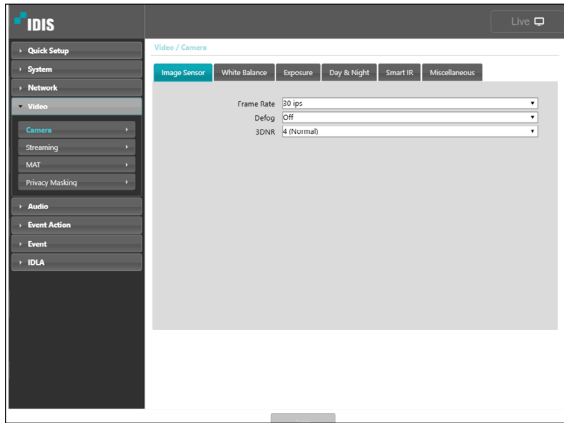 IDIS
Live
Quick Setup
System
Network
Video
Camera
Streaming
MAT
Privacy Masking
Audio
Event Action
Event
IDLA
Video / Camera
Image Sensor White Balance Exposure Day & Night Smart IR Miscellaneous
Frame Rate 30 ips
Defog Off
3DNR 4 (Normal)